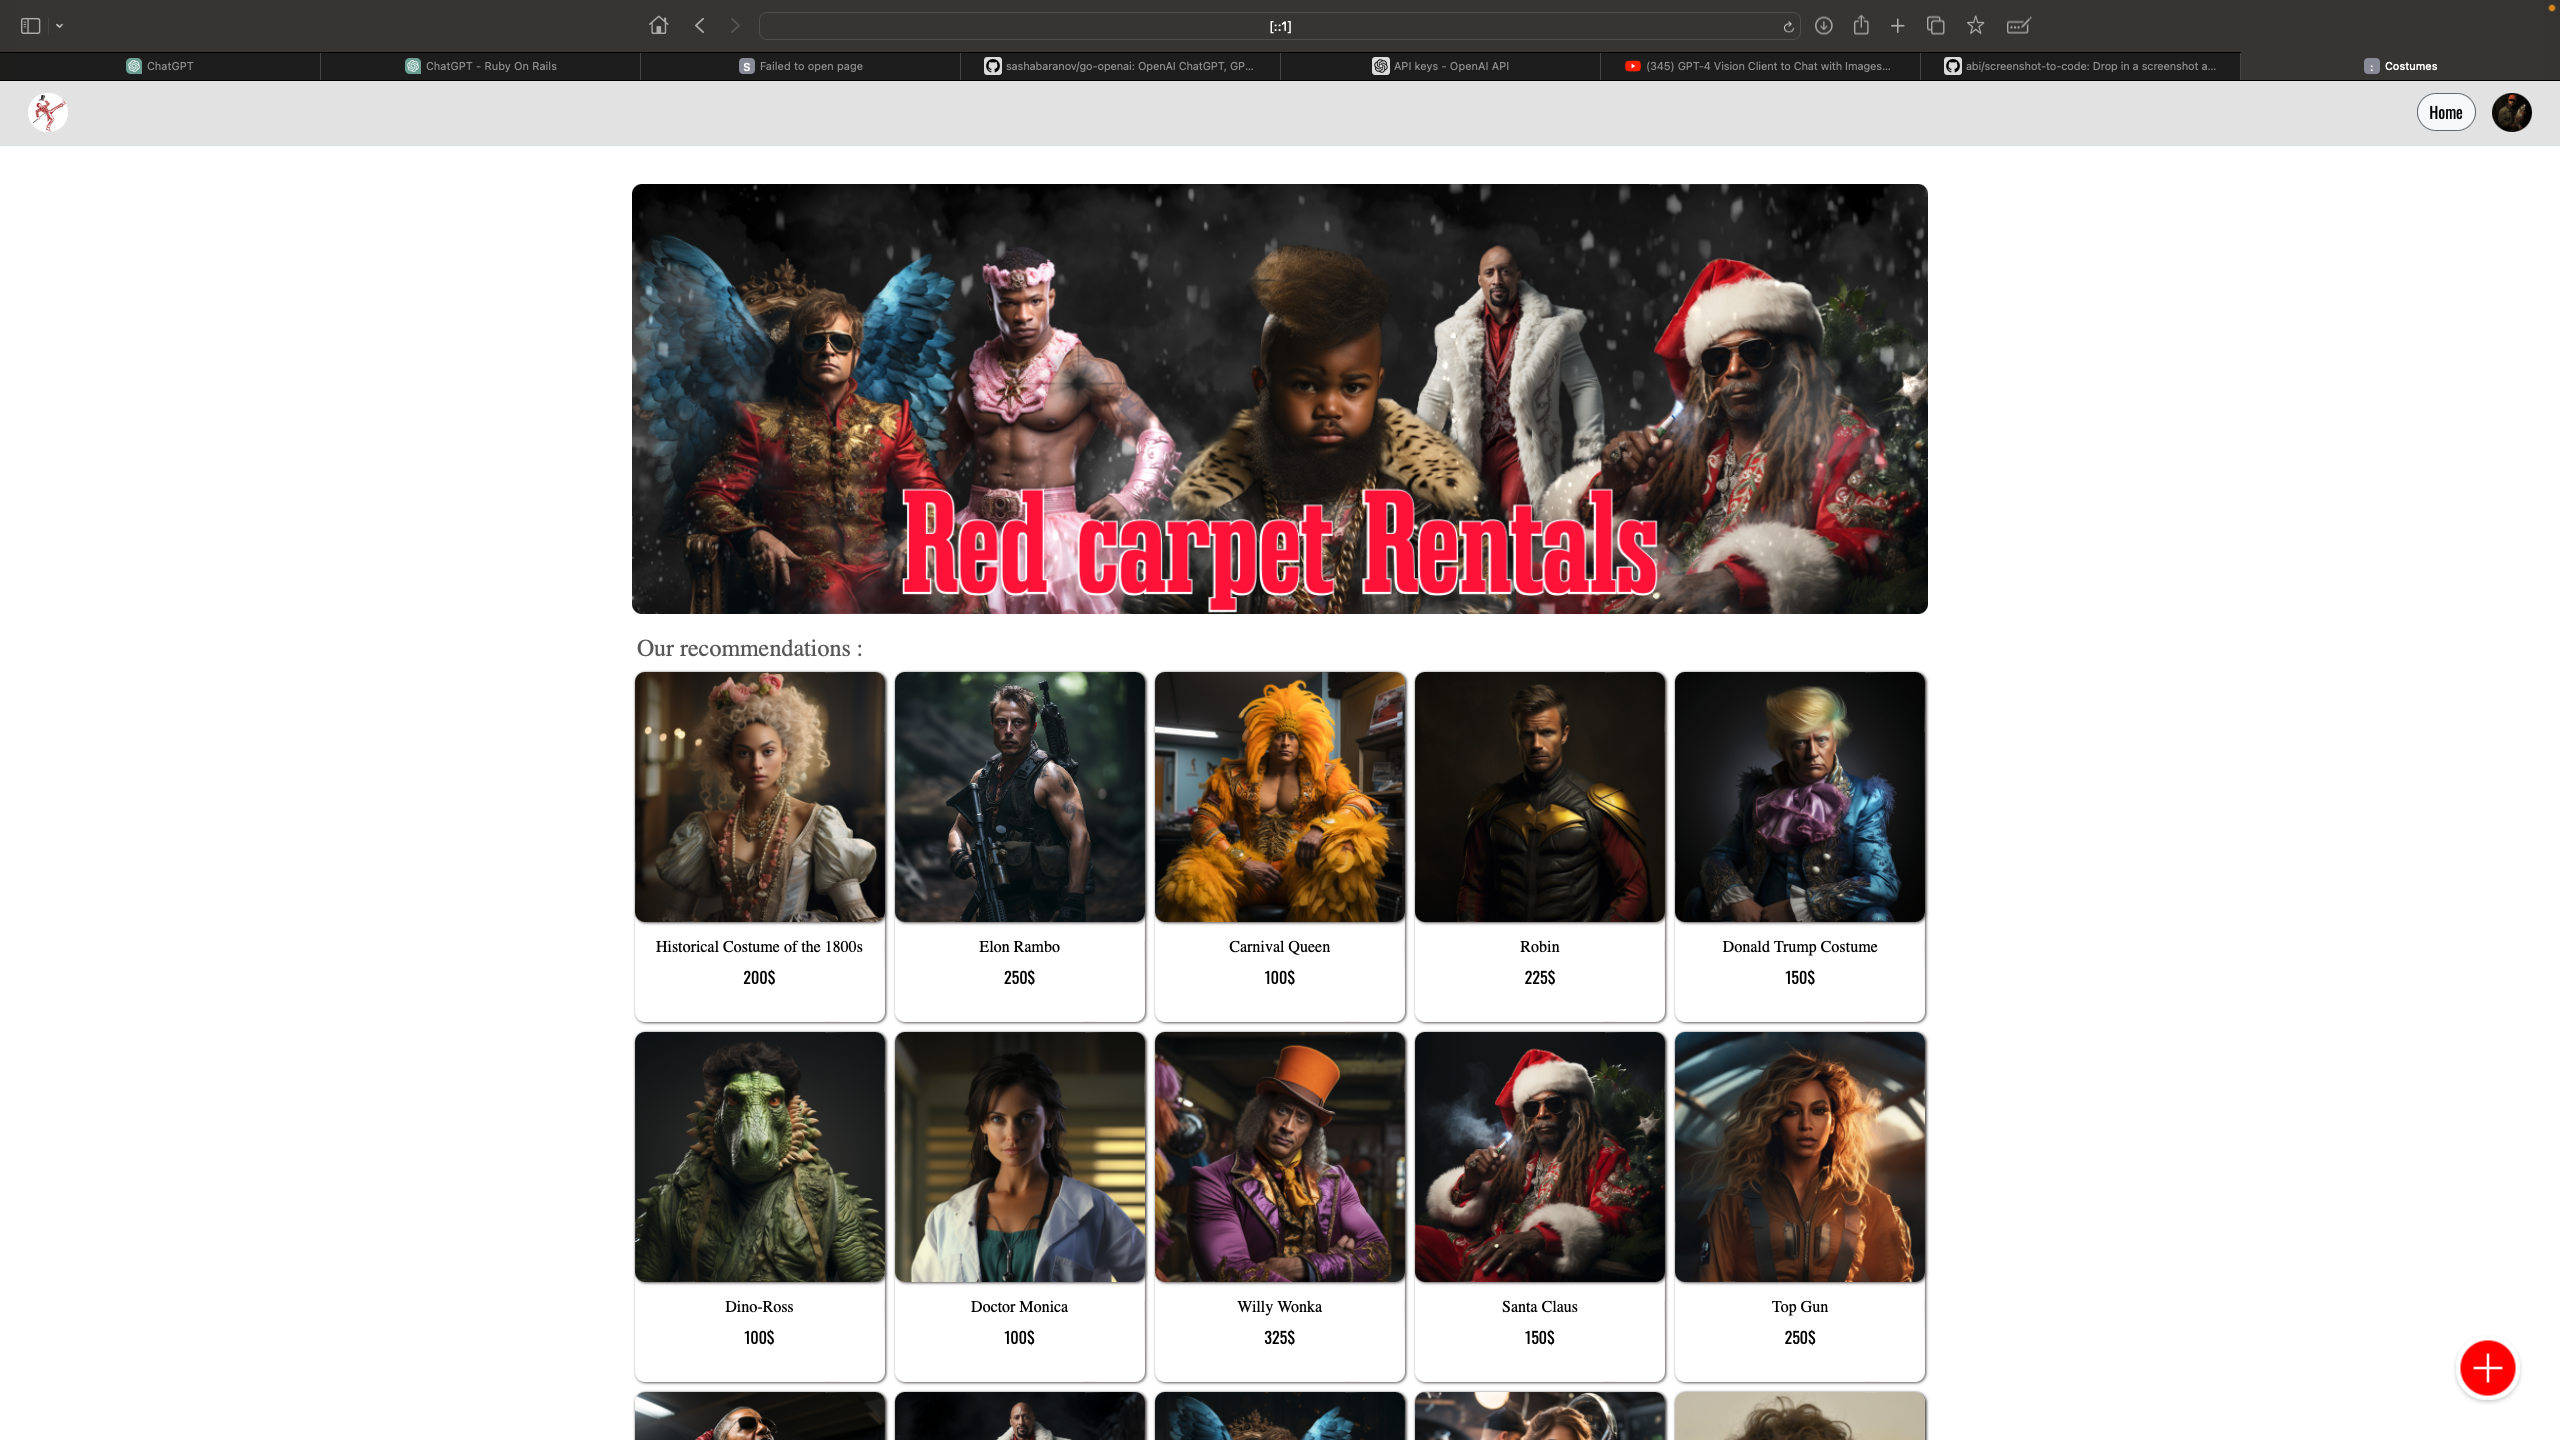 [::1]
ChatGPT
ChatGPT - Ruby On Rails
S Failed to open page
sashabaranov/go-openai: OpenAI ChatGPT, GP...
API keys - OpenAI API
(345) GPT-4 Vision Client to Chat with Images...
abi/screenshot-to-code: Drop in a screenshot a...
: Costumes
Home
Red carpet Rentals
Our recommendations :
Historical Costume of the 1800s
200$
Elon Rambo
250$
Carnival Queen
100$
Robin
225$
Donald Trump Costume
150$
Dino-Ross
100$
Doctor Monica
100$
Willy Wonka
325$
Santa Claus
150$
Top Gun
250$